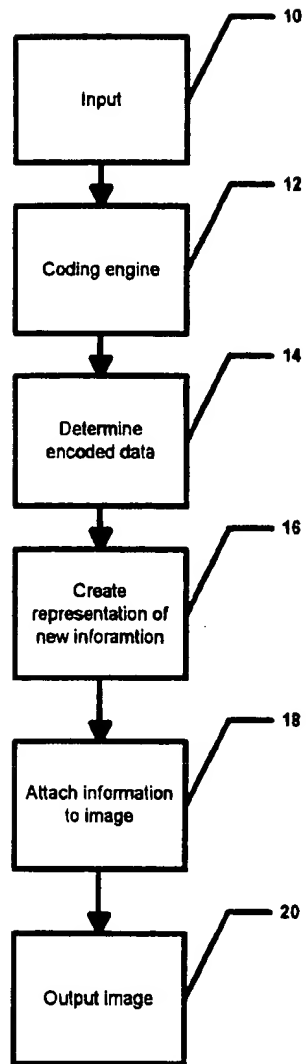 10
Input
12
Coding engine
14
Determine
encoded data
16
Create
representation of
new inforamtion
18
Attach information
to image
20
Output Image